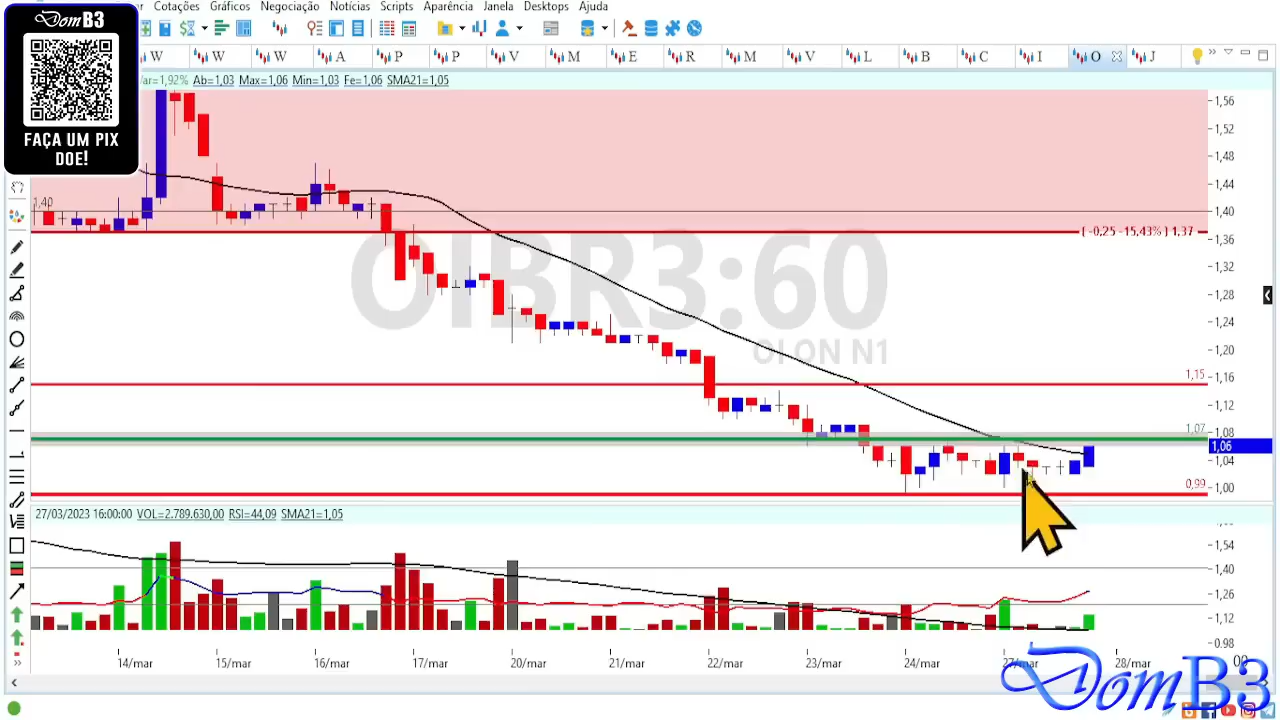 DomB3
FAÇA UM PIX
DOE!
Cotações Gráficos Negociação Notícias Scripts Aparência Janela Desktops Ajuda
W W W A P P V M E R M V L B C I O J
Var=1,92% Ab=1,03 Max=1,06 Min=1,03 Fe=1,06 SMA21=1,05
1,56
1,52
1,48
1,44
1,40
1,40
( -0,25 - 15,43% ) 1,37
1,36
1,32
1,28
1,24
1,20
OIBR3:60
OI ON N1
1,15
1,16
1,12
1,07
1,08
1,06
1,04
0,99
1,00
27/03/2023 16:00:00 VOL=2.789.630,00 RSI=44,09 SMA21=1,05
1,54
1,40
1,26
1,12
0,98
14/mar 15/mar 16/mar 17/mar 20/mar 21/mar 22/mar 23/mar 24/mar 27/mar 28/mar
DomB3